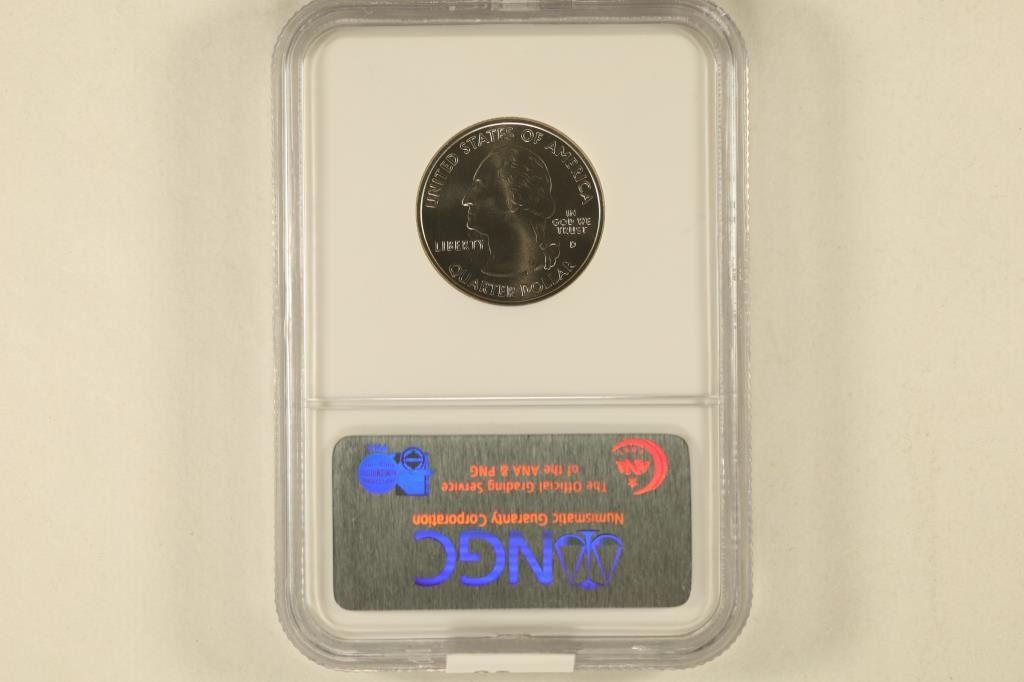 UNITED STATES OF AMERICA
IN
GOD WE
TRUST
LIBERTY
D
QUARTER DOLLAR
NGC
Numismatic Guaranty Corporation
The Official Grading Service
of the ANA & PNG
ANA